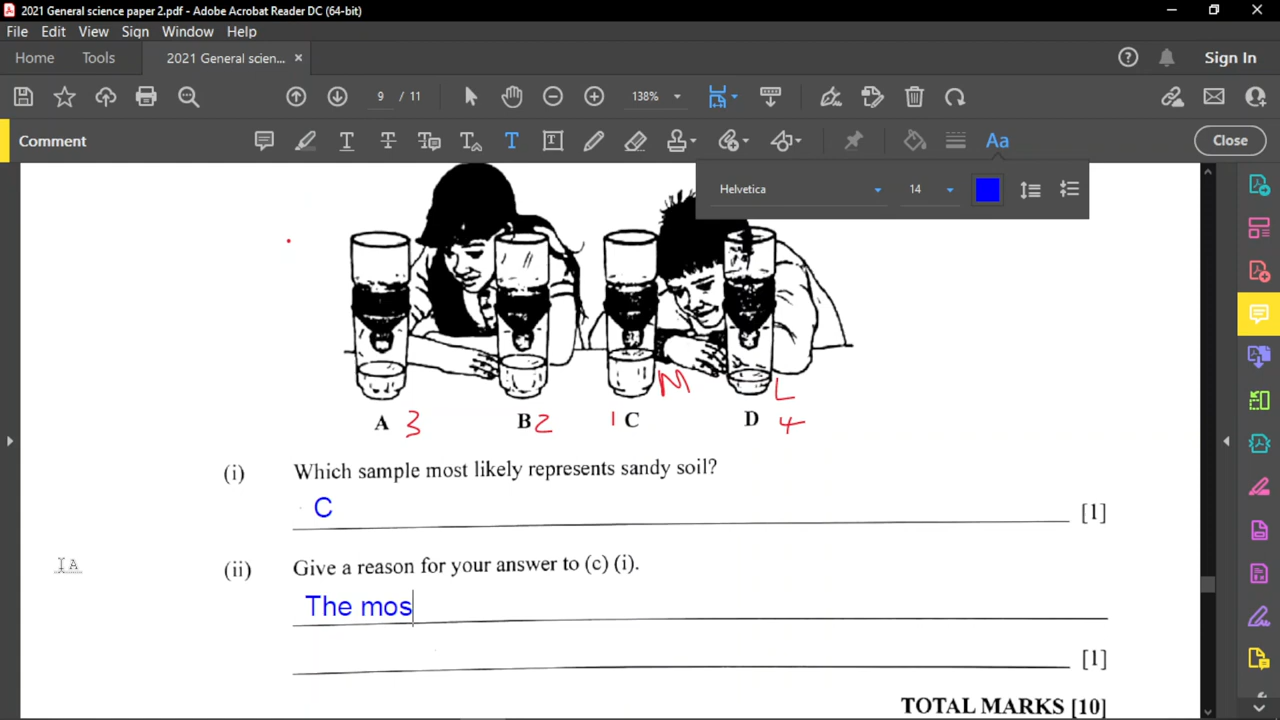 2021 General science paper 2.pdf - Adobe Acrobat Reader DC (64-bit)
File Edit View Sign Window Help
Home Tools 2021 General scien... × Sign In
9 / 11 138%
Comment Close
Helvetica 14
A 3 B 2 1 C M D 4 L
(i) Which sample most likely represents sandy soil?
C
[1]
(ii) Give a reason for your answer to (c) (i).
The mos
[1]
TOTAL MARKS [10]